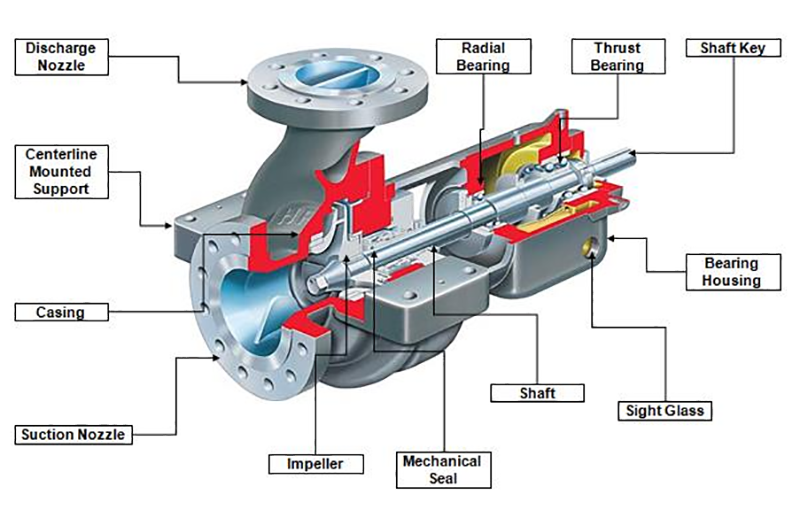 Discharge
Nozzle
Radial
Bearing
Thrust
Bearing
Shaft Key
Centerline
Mounted
Support
Bearing
Housing
Casing
Shaft
Sight Glass
Suction Nozzle
Impeller
Mechanical
Seal